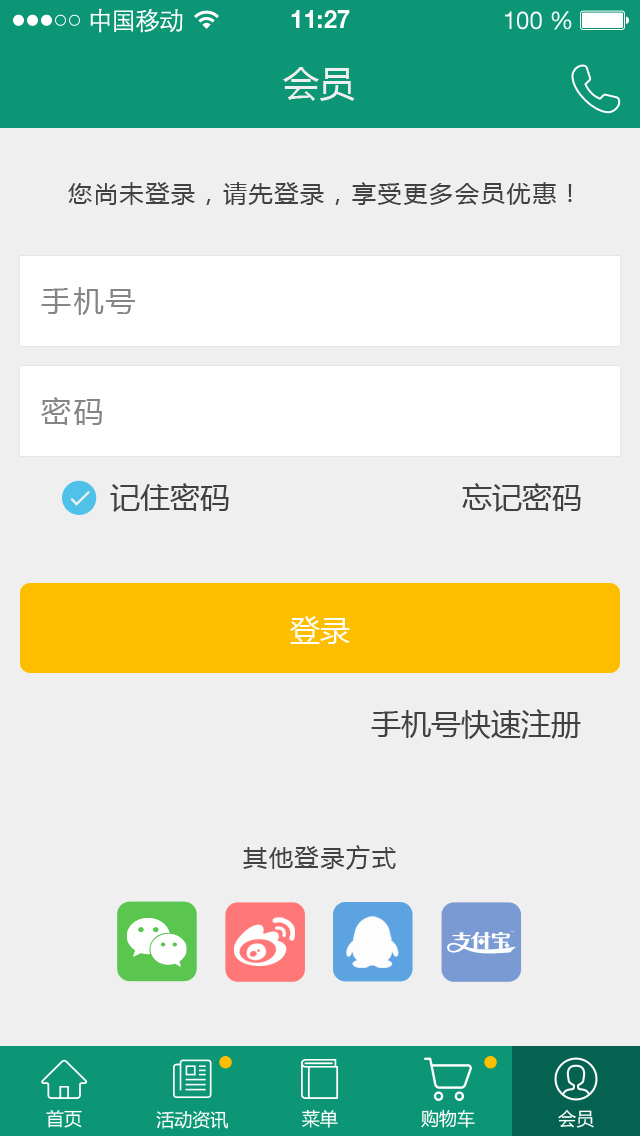 中国移动 11:27 100 %
会员
您尚未登录，请先登录，享受更多会员优惠！
手机号
密码
记住密码 忘记密码
登录
手机号快速注册
其他登录方式
支付宝
首页 活动资讯 菜单 购物车 会员